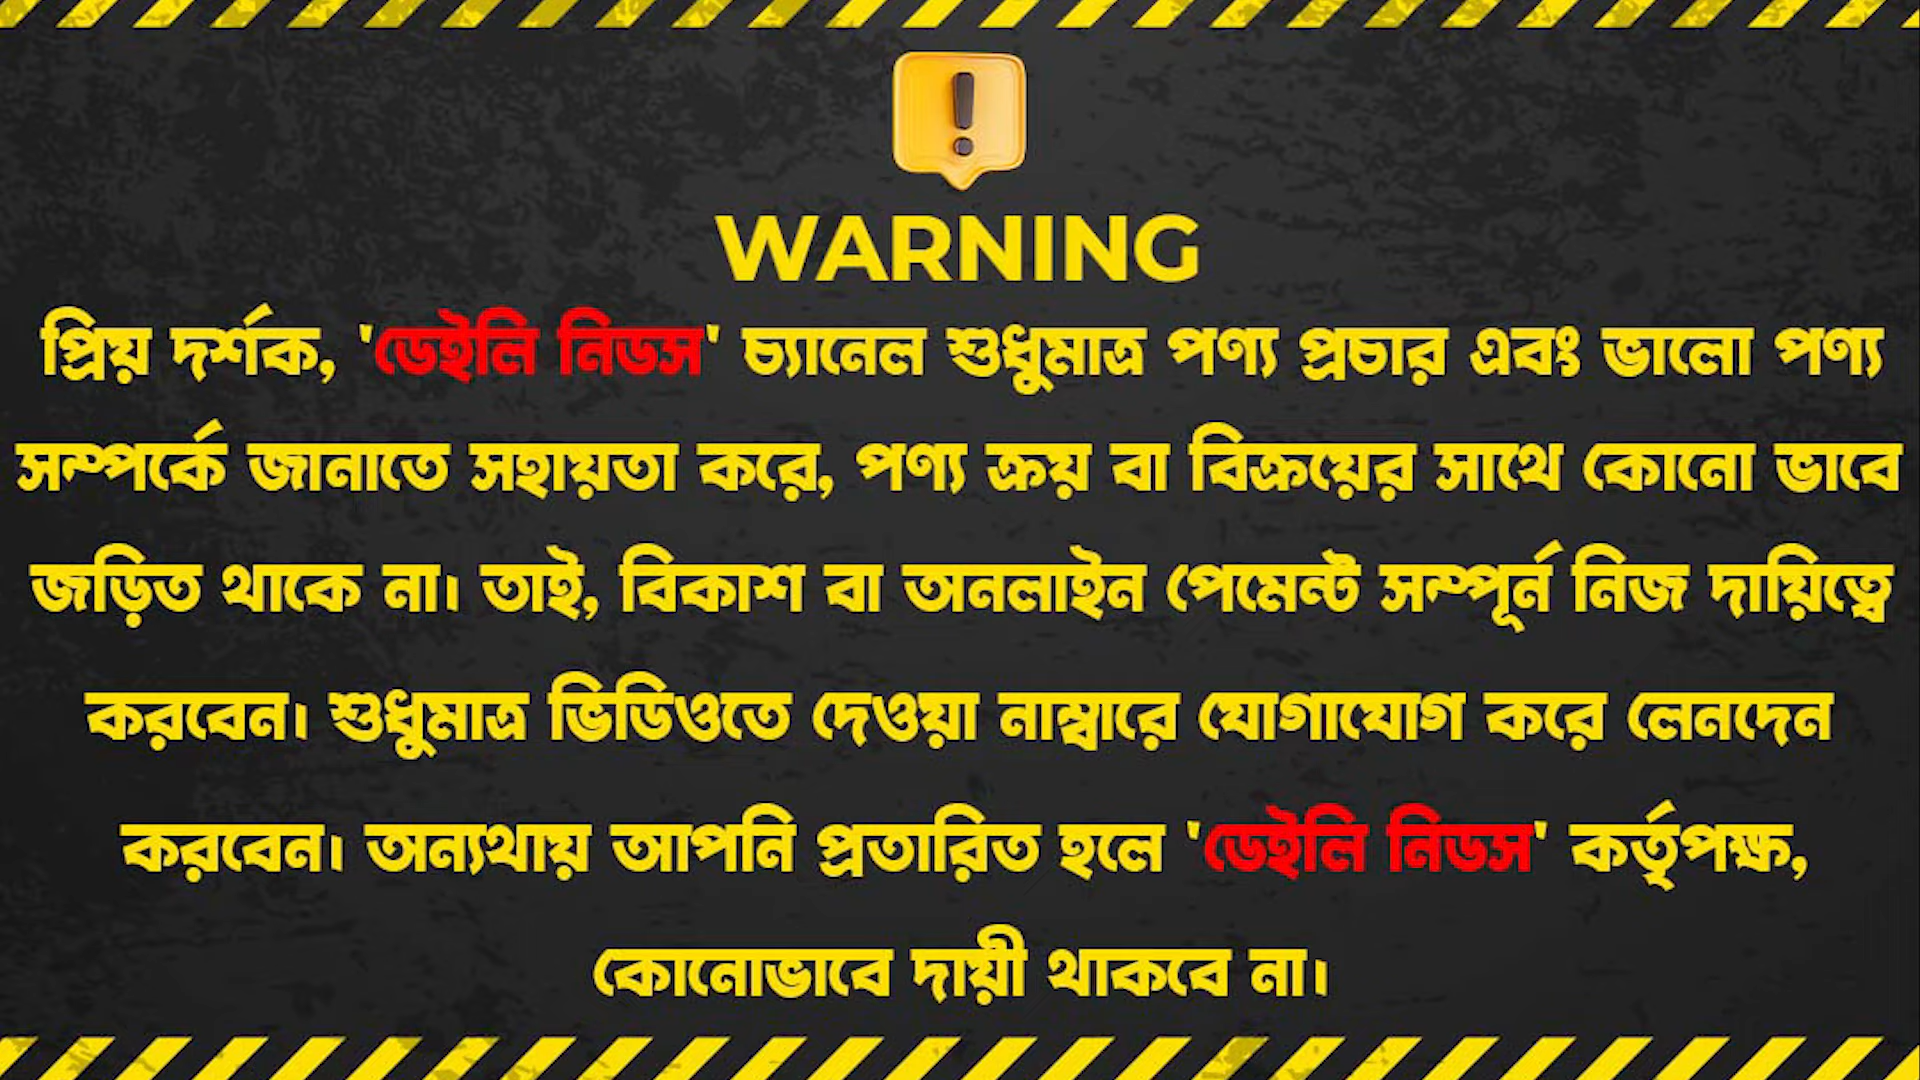 WARNING
প্রিয় দর্শক, 'ডেইলি নিডস' চ্যানেল শুধুমাত্র পণ্য প্রচার এবং ভালো পণ্য
সম্পর্কে জানাতে সহায়তা করে, পণ্য ক্রয় বা বিক্রয়ের সাথে কোনো ভাবে
জড়িত থাকে না। তাই, বিকাশ বা অনলাইন পেমেন্ট সম্পূর্ন নিজ দায়িত্বে
করবেন। শুধুমাত্র ভিডিওতে দেওয়া নাম্বারে যোগাযোগ করে লেনদেন
করবেন। অন্যথায় আপনি প্রতারিত হলে 'ডেইলি নিডস' কর্তৃপক্ষ,
কোনোভাবে দায়ী থাকবে না।